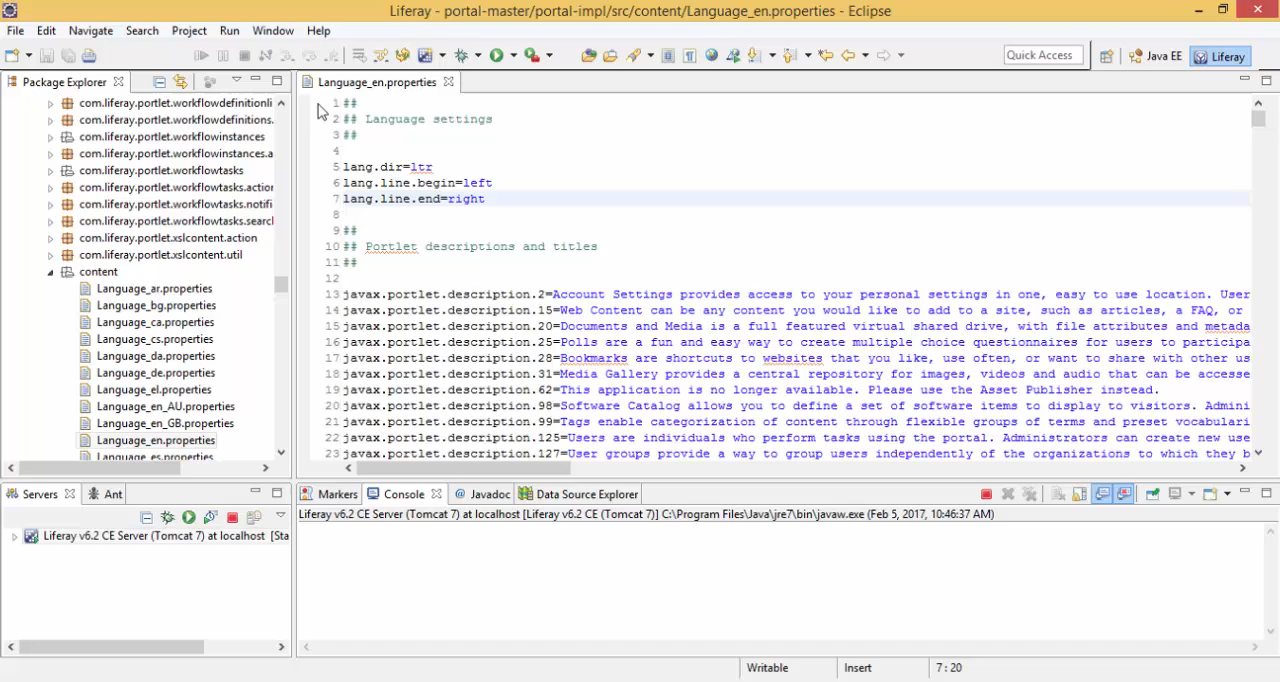 Liferay - portal-master/portal-impl/src/content/Language_en.properties - Eclipse
File Edit Navigate Search Project Run Window Help
Quick Access
Java EE
Liferay
Package Explorer
Language_en.properties
com.liferay.portlet.workflowdefinitionli
com.liferay.portlet.workflowdefinitions.
com.liferay.portlet.workflowinstances
com.liferay.portlet.workflowinstances.a
com.liferay.portlet.workflowtasks
com.liferay.portlet.workflowtasks.action
com.liferay.portlet.workflowtasks.notifi
com.liferay.portlet.workflowtasks.search
com.liferay.portlet.xslcontent.action
com.liferay.portlet.xslcontent.util
content
Language_ar.properties
Language_bg.properties
Language_ca.properties
Language_cs.properties
Language_da.properties
Language_de.properties
Language_el.properties
Language_en_AU.properties
Language_en_GB.properties
Language_en.properties
Language_es.properties
1 ##
2 ## Language settings
3 ##
4
5 lang.dir=ltr
6 lang.line.begin=left
7 lang.line.end=right
8
9 ##
10 ## Portlet descriptions and titles
11 ##
12
13 javax.portlet.description.2=Account Settings provides access to your personal settings in one, easy to use location. User
14 javax.portlet.description.15=Web Content can be any content you would like to add to a site, such as articles, a FAQ, or
15 javax.portlet.description.20=Documents and Media is a full featured virtual shared drive, with file attributes and metada
16 javax.portlet.description.25=Polls are a fun and easy way to create multiple choice questionnaires for users to participa
17 javax.portlet.description.28=Bookmarks are shortcuts to websites that you like, use often, or want to share with other us
18 javax.portlet.description.31=Media Gallery provides a central repository for images, videos and audio that can be accesse
19 javax.portlet.description.62=This application is no longer available. Please use the Asset Publisher instead.
20 javax.portlet.description.98=Software Catalog allows you to define a set of software items to display to visitors. Admini
21 javax.portlet.description.99=Tags enable categorization of content through flexible groups of terms and preset vocabulari
22 javax.portlet.description.125=Users are individuals who perform tasks using the portal. Administrators can create new use
23 javax.portlet.description.127=User groups provide a way to group users independently of the organizations to which they b
Servers
Ant
Liferay v6.2 CE Server (Tomcat 7) at localhost [Sta
Markers
Console
@ Javadoc
Data Source Explorer
Liferay v6.2 CE Server (Tomcat 7) at localhost [Liferay v6.2 CE (Tomcat 7)] C:\Program Files\Java\jre7\bin\javaw.exe (Feb 5, 2017, 10:46:37 AM)
Writable
Insert
7 : 20